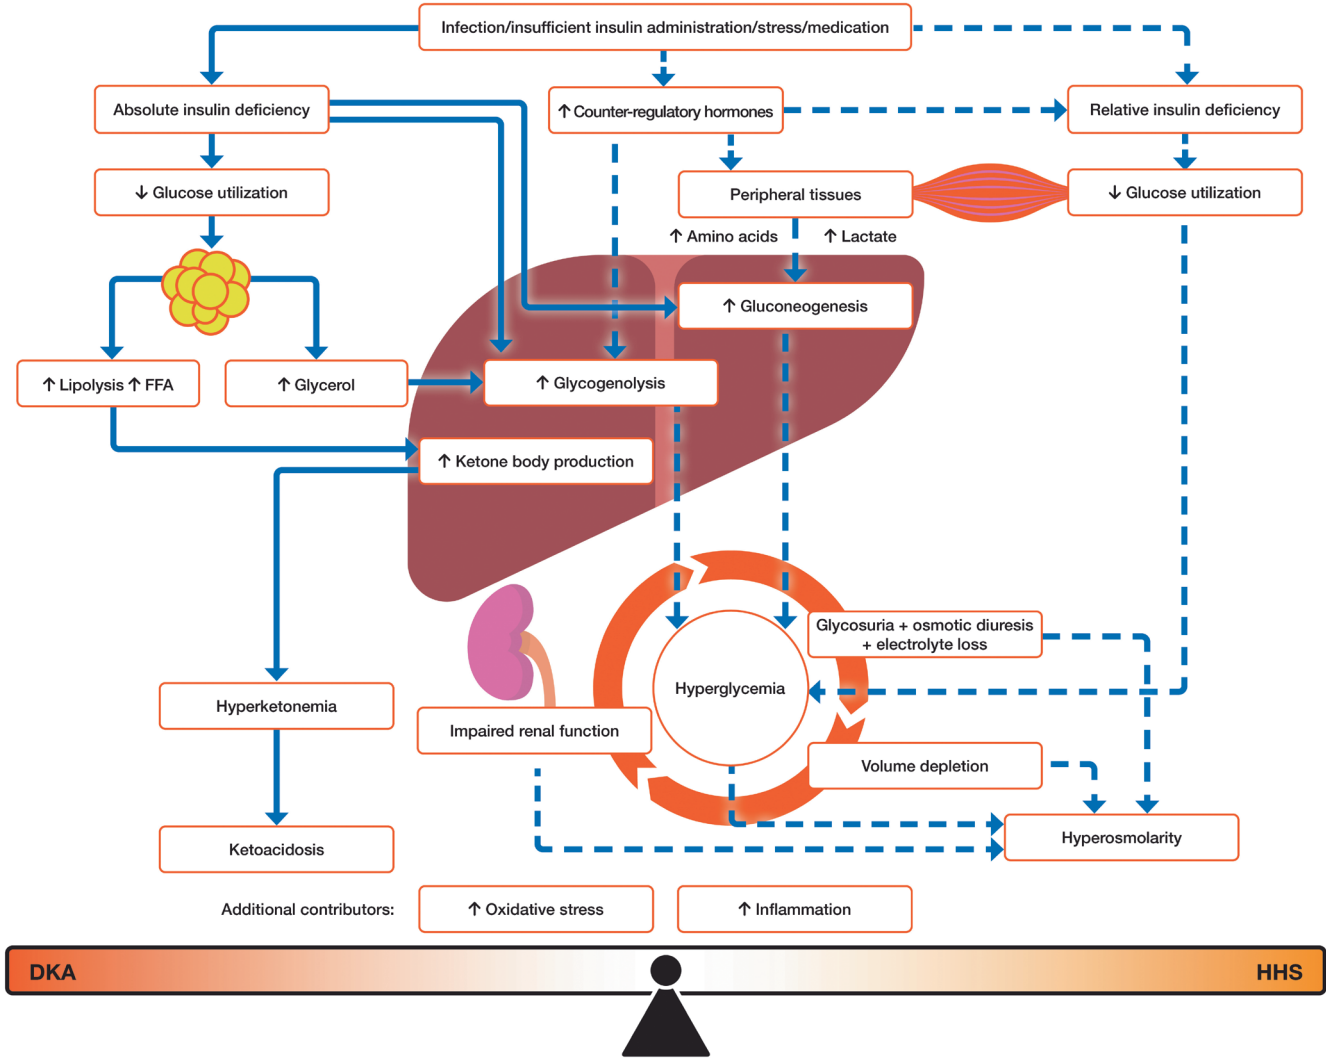 Infection/insufficient insulin administration/stress/medication
Absolute insulin deficiency
↑ Counter-regulatory hormones
Relative insulin deficiency
↓ Glucose utilization
Peripheral tissues
↓ Glucose utilization
↑ Amino acids
↑ Lactate
↑ Gluconeogenesis
↑ Lipolysis ↑ FFA
↑ Glycerol
↑ Glycogenolysis
↑ Ketone body production
Glycosuria + osmotic diuresis
+ electrolyte loss
Hyperglycemia
Hyperketonemia
Impaired renal function
Volume depletion
Hyperosmolarity
Ketoacidosis
Additional contributors:
↑ Oxidative stress
↑ Inflammation
DKA
HHS